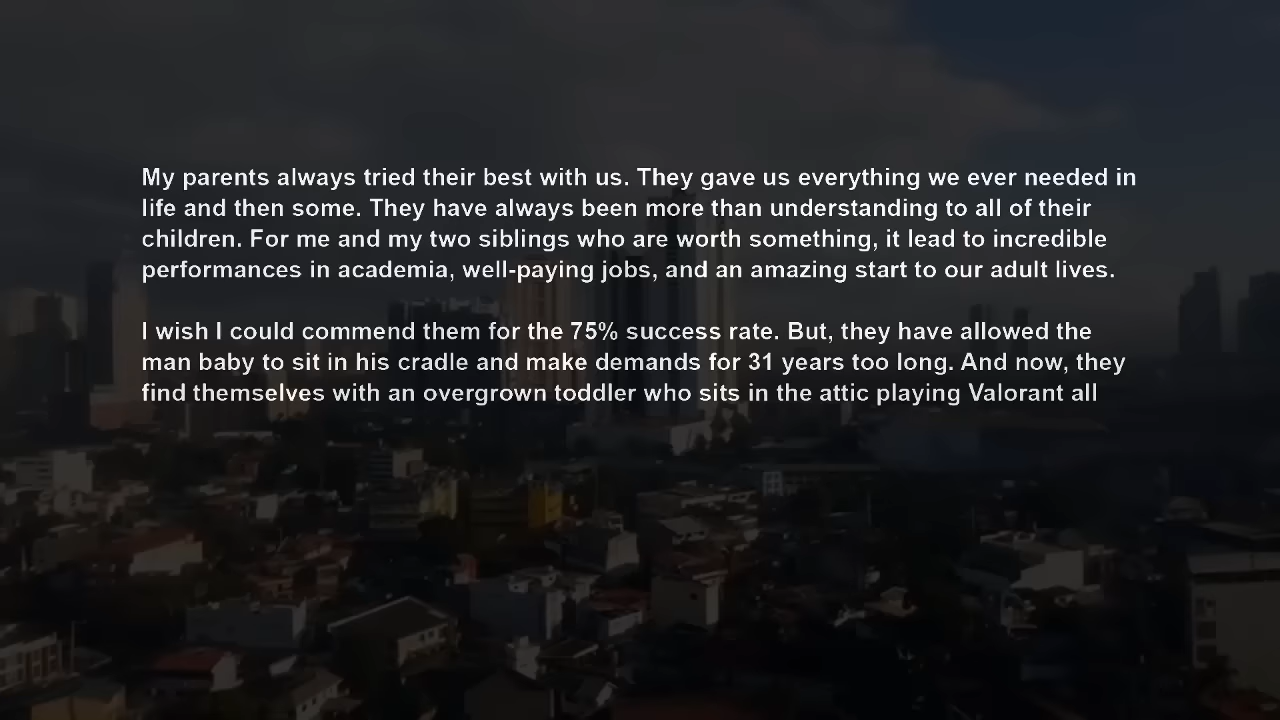 My parents always tried their best with us. They gave us everything we ever needed in
life and then some. They have always been more than understanding to all of their
children. For me and my two siblings who are worth something, it lead to incredible
performances in academia, well-paying jobs, and an amazing start to our adult lives.
I wish I could commend them for the 75% success rate. But, they have allowed the
man baby to sit in his cradle and make demands for 31 years too long. And now, they
find themselves with an overgrown toddler who sits in the attic playing Valorant all